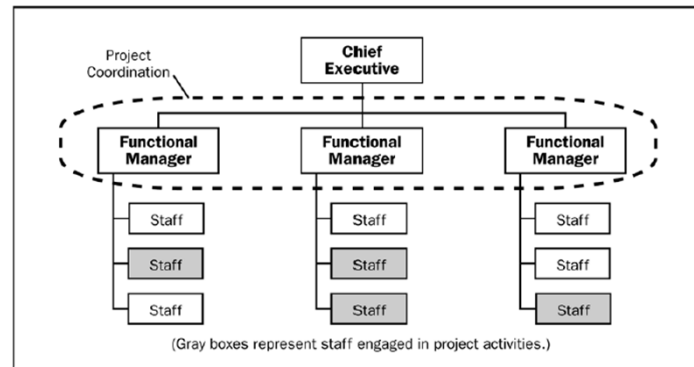 Project
Coordination
Chief
Executive
Functional
Manager
Functional
Manager
Functional
Manager
Staff
Staff
Staff
Staff
Staff
Staff
Staff
Staff
Staff
(Gray boxes represent staff engaged in project activities.)